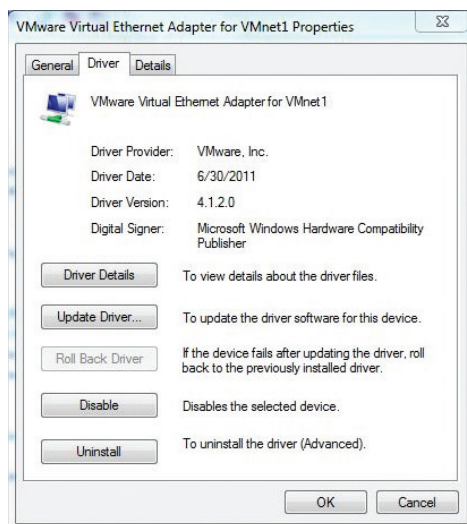 VMware Virtual Ethernet Adapter for VMnet1 Properties
General Driver Details
VMware Virtual Ethernet Adapter for VMnet1
Driver Provider: VMware, Inc.
Driver Date: 6/30/2011
Driver Version: 4.1.2.0
Digital Signer: Microsoft Windows Hardware Compatibility
Publisher
Driver Details To view details about the driver files.
Update Driver... To update the driver software for this device.
Roll Back Driver If the device fails after updating the driver, roll
back to the previously installed driver.
Disable Disables the selected device.
Uninstall To uninstall the driver (Advanced).
OK Cancel